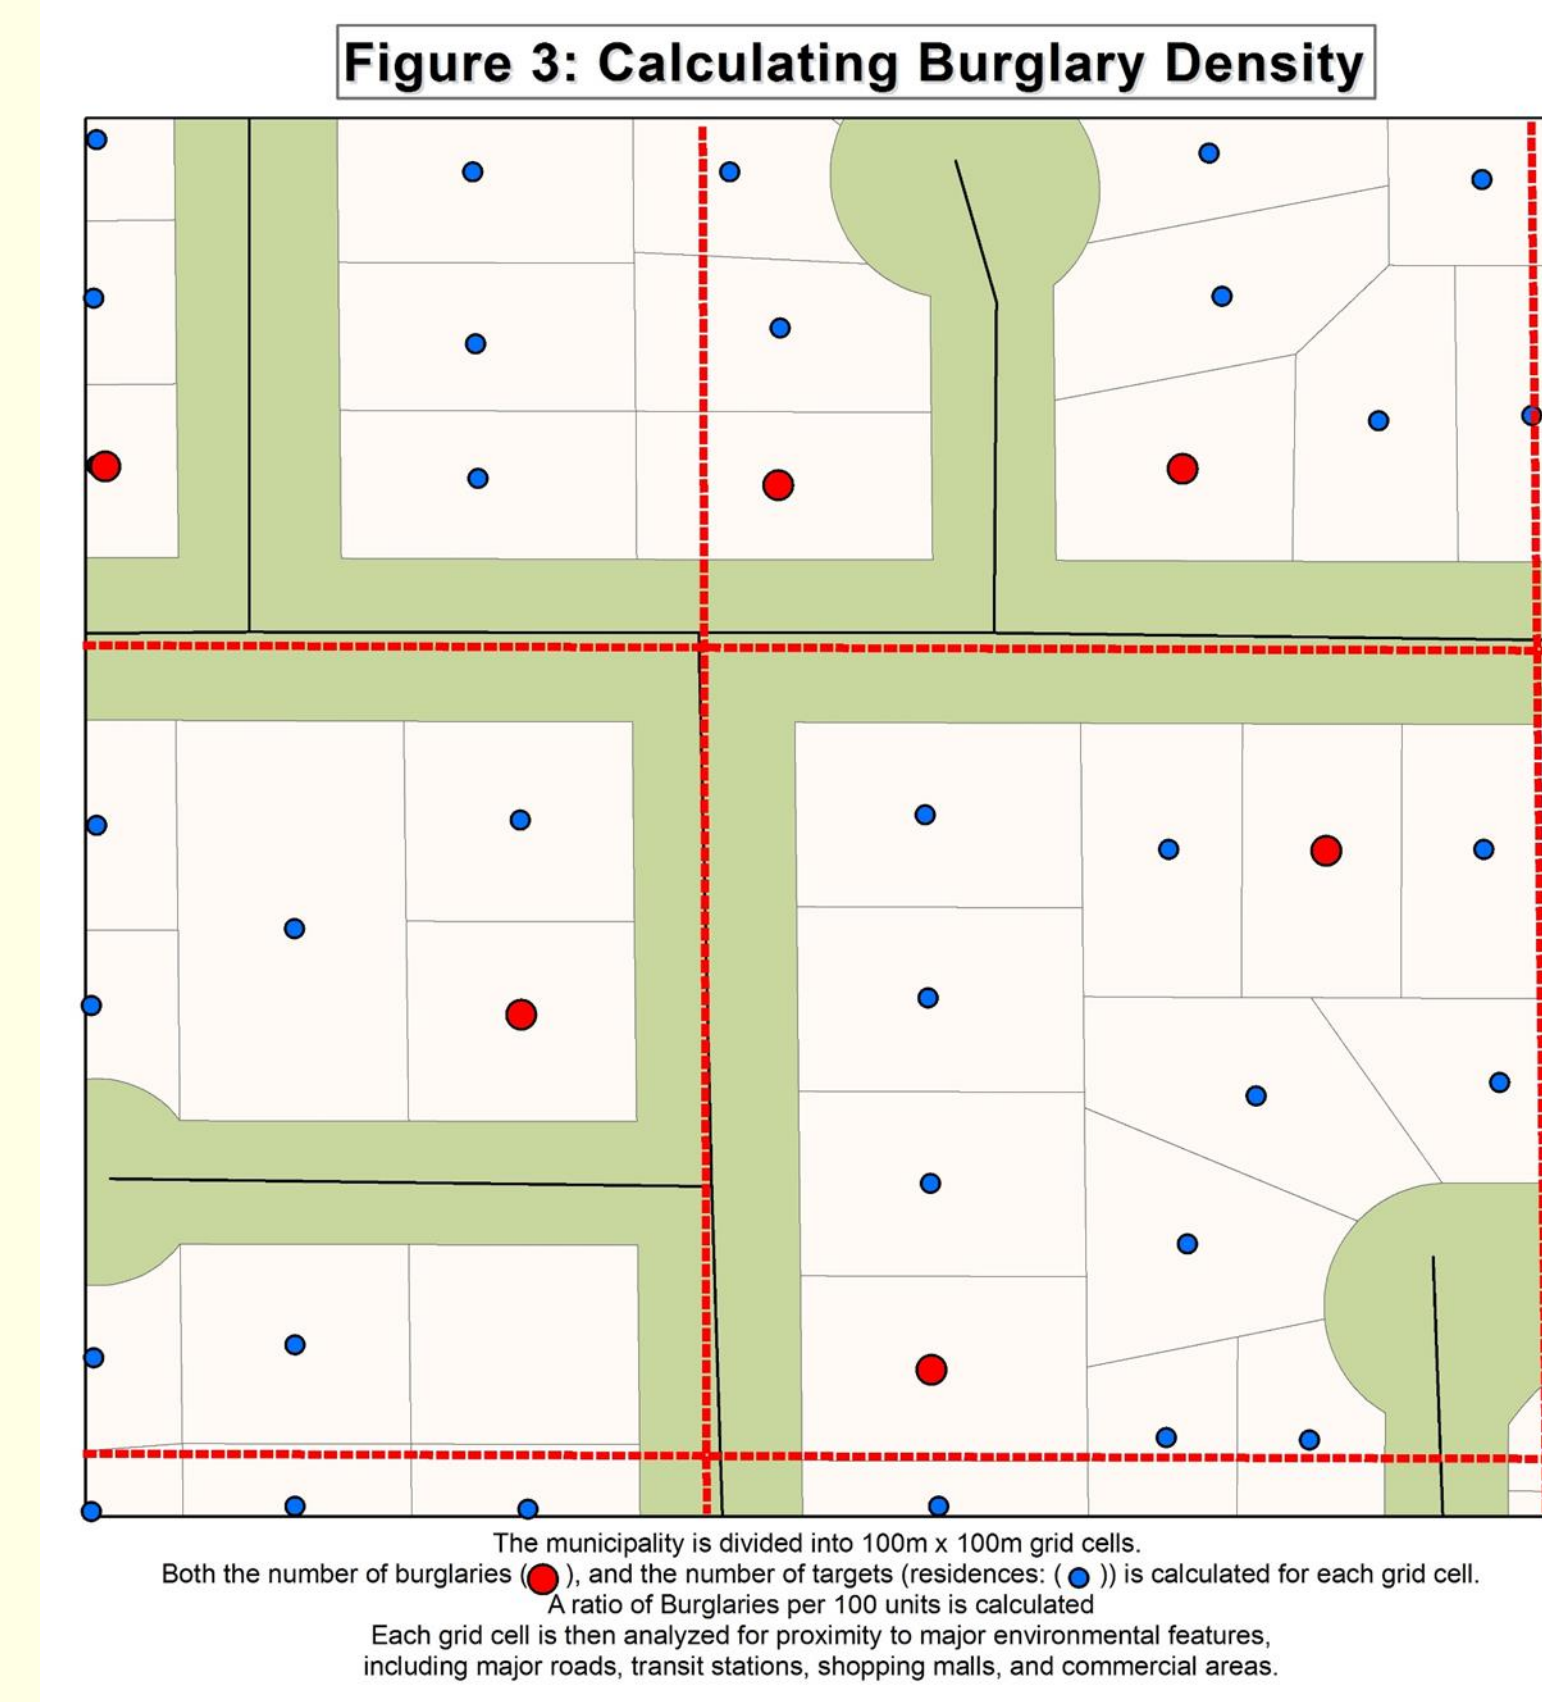 Figure 3: Calculating Burglary Density
The municipality is divided into 100m x 100m grid cells.
Both the number of burglaries ( ), and the number of targets (residences: ( )) is calculated for each grid cell.
A ratio of Burglaries per 100 units is calculated
Each grid cell is then analyzed for proximity to major environmental features,
including major roads, transit stations, shopping malls, and commercial areas.